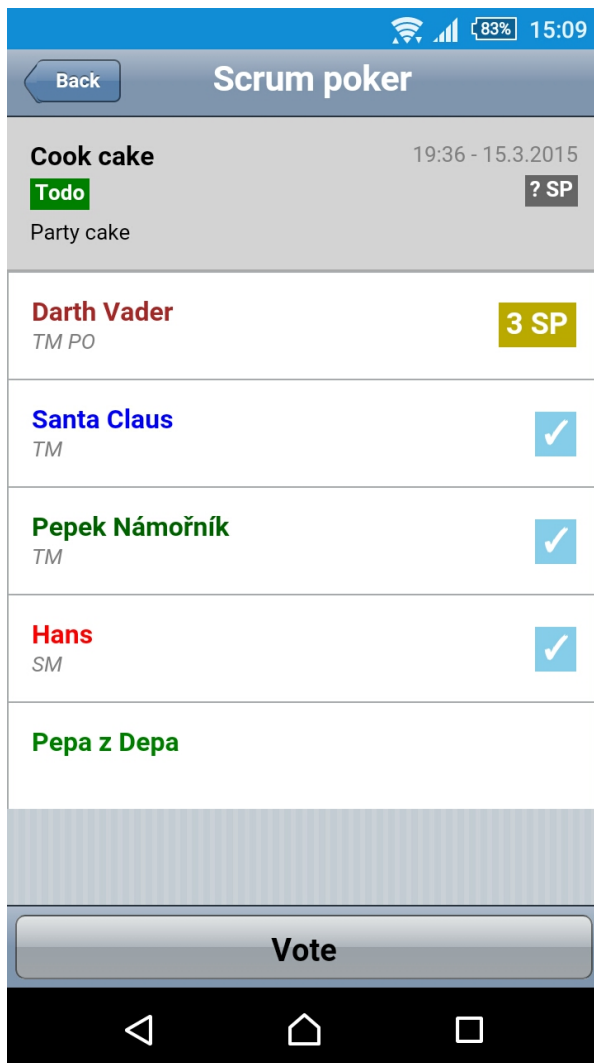 83% 15:09
Back Scrum poker
Cook cake 19:36 - 15.3.2015
Todo ? SP
Party cake
Darth Vader 3 SP
TM PO
Santa Claus
TM
Pepek Námořník
TM
Hans
SM
Pepa z Depa
Vote